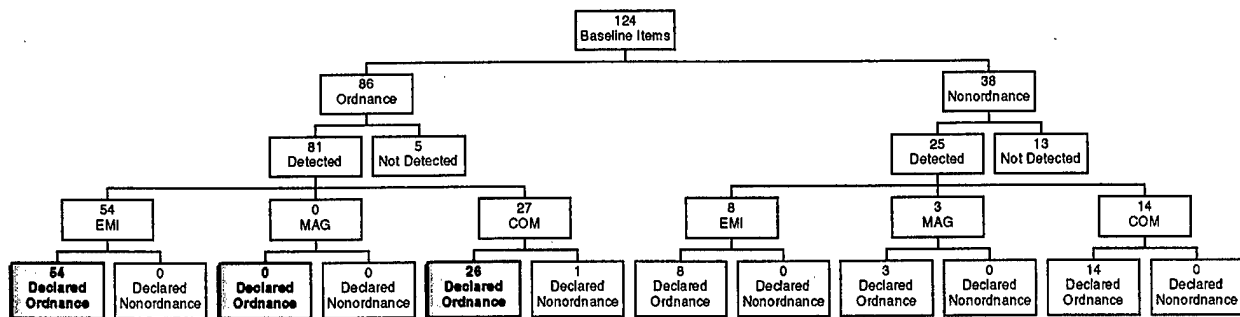 124
Baseline Items
86
Ordnance
38
Nonordnance
81
Detected
5
Not Detected
25
Detected
13
Not Detected
54
EMI
0
MAG
27
COM
8
EMI
3
MAG
14
COM
54
Declared
Ordnance
0
Declared
Nonordnance
0
Declared
Ordnance
0
Declared
Nonordnance
26
Declared
Ordnance
1
Declared
Nonordnance
8
Declared
Ordnance
0
Declared
Nonordnance
3
Declared
Ordnance
0
Declared
Nonordnance
14
Declared
Ordnance
0
Declared
Nonordnance